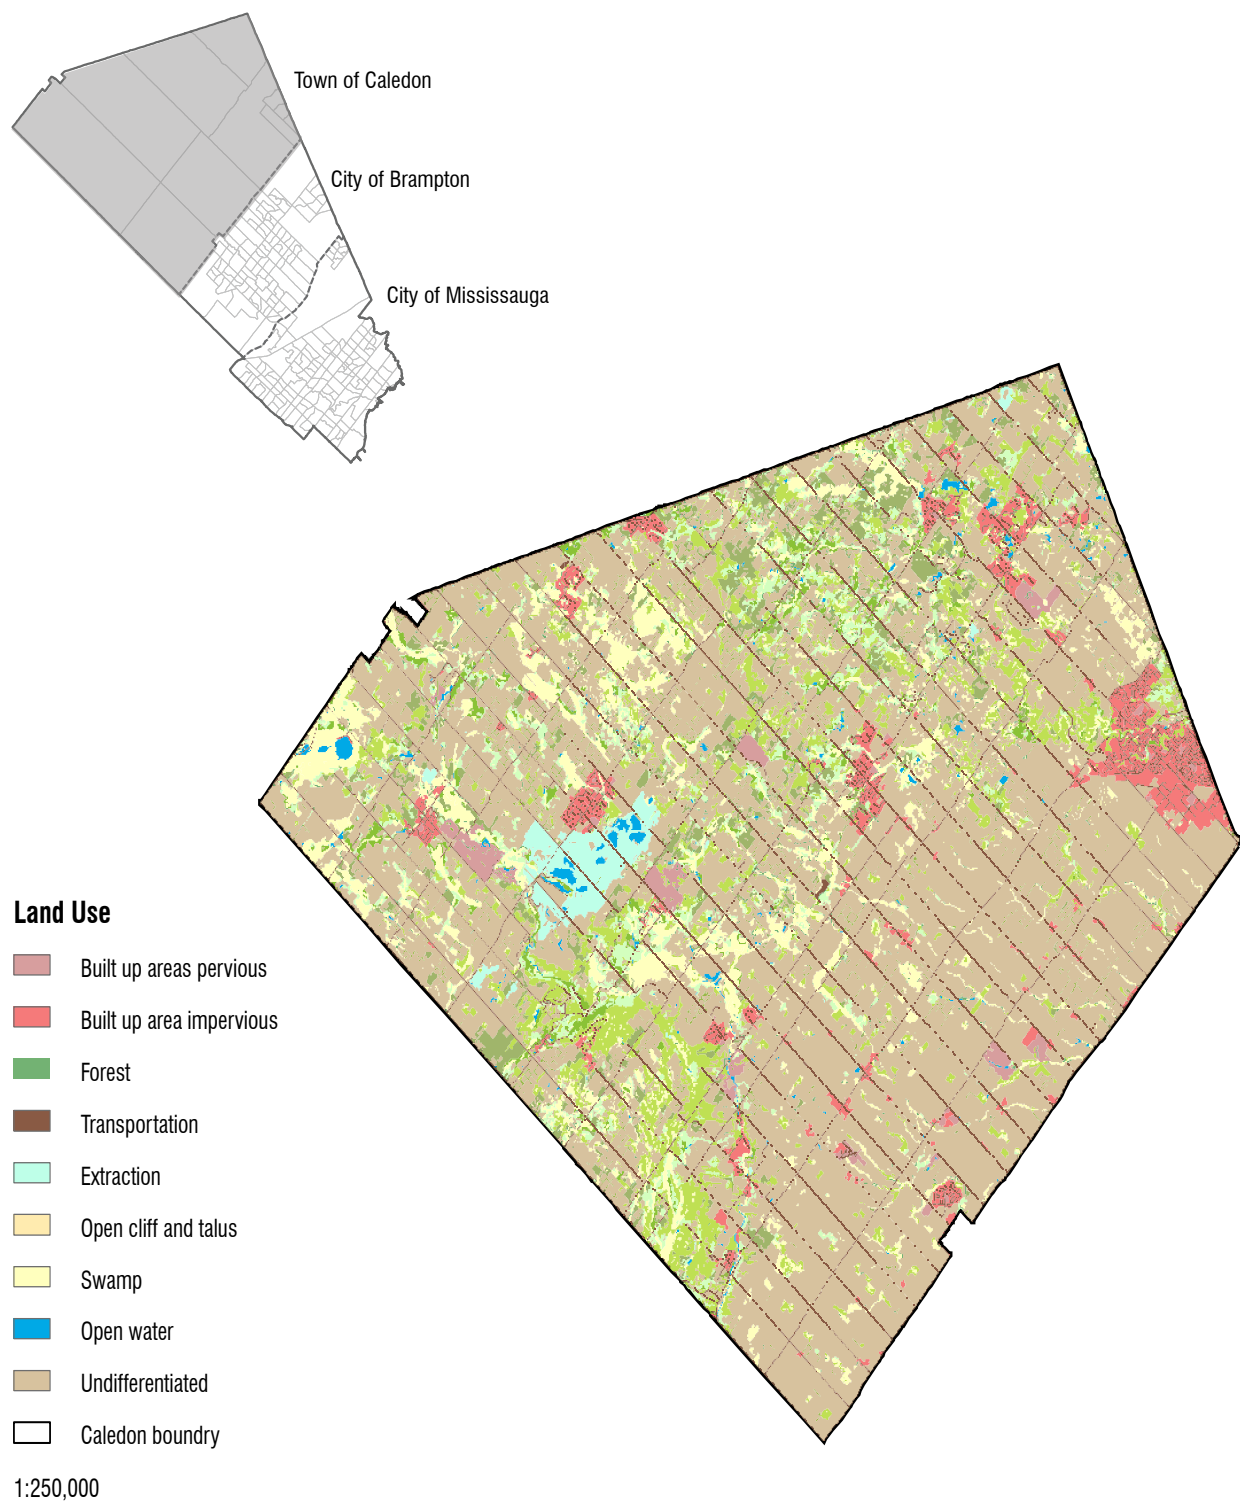 Town of Caledon
City of Brampton
City of Mississauga
Land Use
Built up areas pervious
Built up area impervious
Forest
Transportation
Extraction
Open cliff and talus
Swamp
Open water
Undifferentiated
Caledon boundry
1:250,000